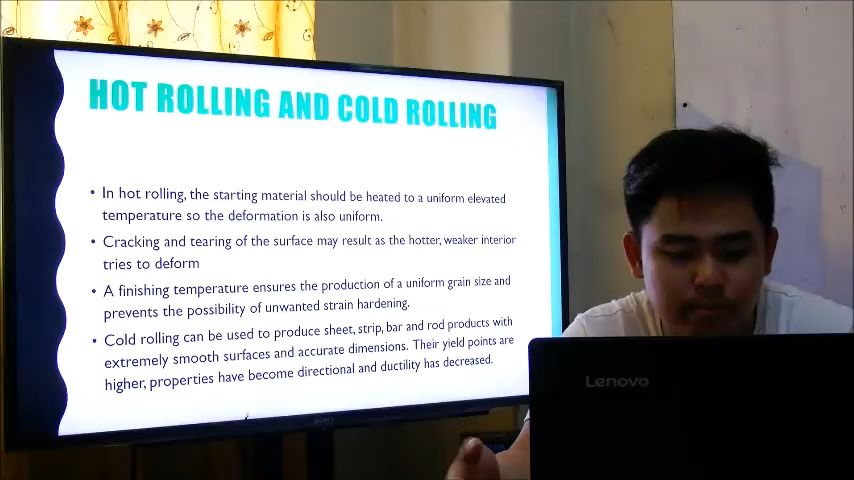 HOT ROLLING AND COLD ROLLING
• In hot rolling, the starting material should be heated to a uniform elevated
temperature so the deformation is also uniform.
• Cracking and tearing of the surface may result as the hotter, weaker interior
tries to deform
• A finishing temperature ensures the production of a uniform grain size and
prevents the possibility of unwanted strain hardening.
• Cold rolling can be used to produce sheet, strip, bar and rod products with
extremely smooth surfaces and accurate dimensions. Their yield points are
higher, properties have become directional and ductility has decreased.
SONY
Lenovo